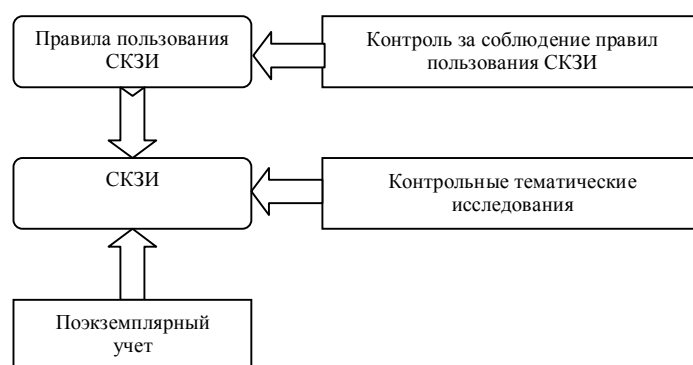 Правила пользования
СКЗИ
Контроль за соблюдение правил
пользования СКЗИ
СКЗИ
Контрольные тематические
исследования
Поэкземплярный
учет